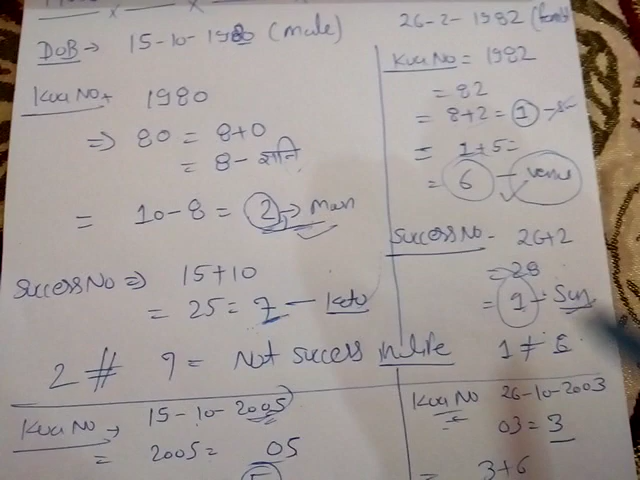 DOB → 15-10-1980 (male)
Kua No →
1980
⇒ 80 = 8+0
= 8 - शनि
= 10-8 = 2 → Moon
Success No ⇒ 15+10
= 25 = 7 - Ketu
2 # 7 = Not success in life
26-2-1982
Kua No = 1982
= 82
= 8+2 = 1
= 1+5=
= 6 - Venus
Success No - 26+2
= 28
= 1 - Sun
1 ≠ 6
Kua No → 15-10-2005
= 2005 = 05
5
Kua No 26-10-2003
03 = 3
= 3+6